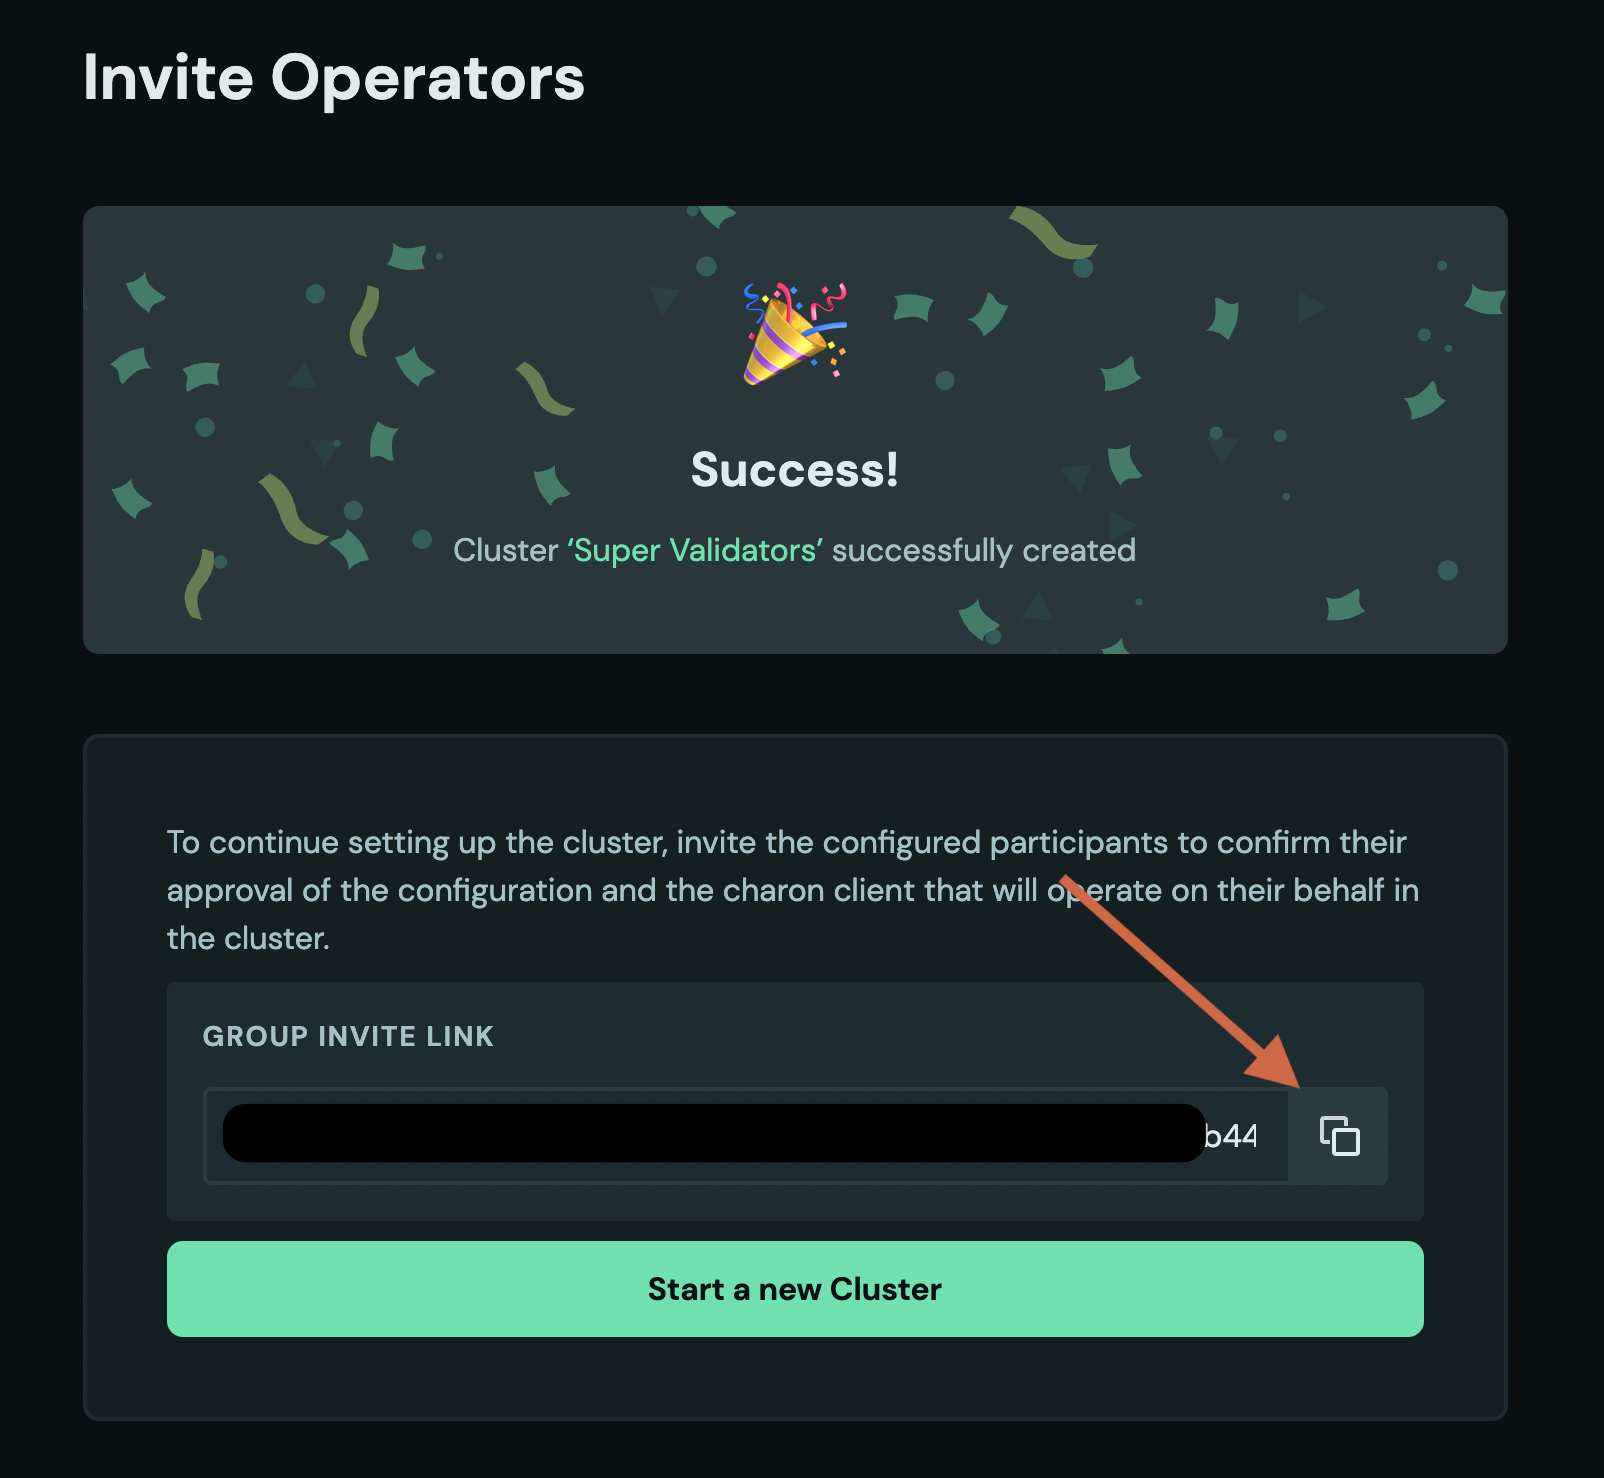 Invite Operators
Success!
Cluster ‘Super Validators’ successfully created
To continue setting up the cluster, invite the configured participants to confirm their
approval of the configuration and the charon client that will operate on their behalf in
the cluster.
GROUP INVITE LINK
b44
Start a new Cluster